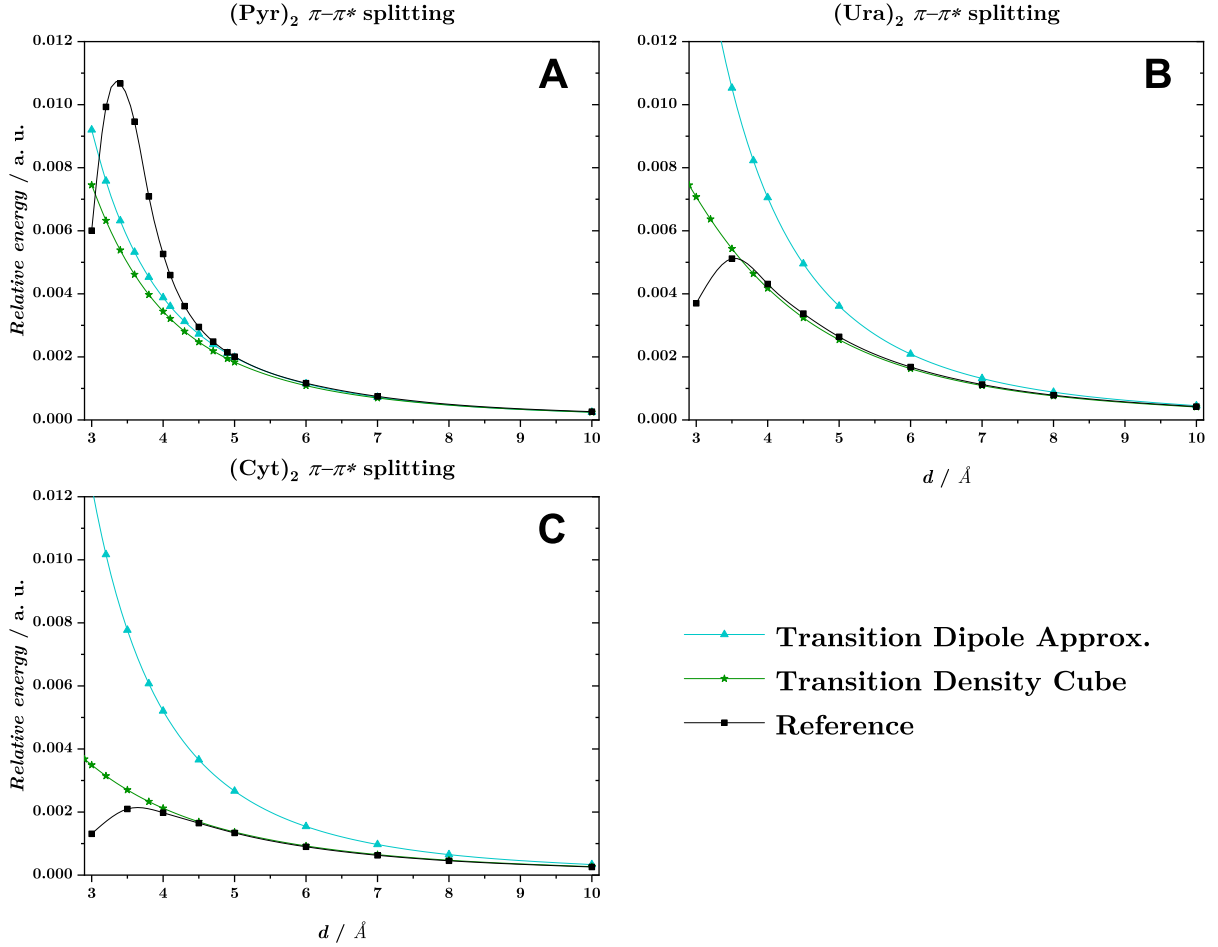 (Pyr)2 π–π* splitting
A
Relative energy / a. u.
0.012
0.010
0.008
0.006
0.004
0.002
0.000
3 4 5 6 7 8 9 10
(Ura)2 π–π* splitting
B
0.012
0.010
0.008
0.006
0.004
0.002
0.000
3 4 5 6 7 8 9 10
d / Å
(Cyt)2 π–π* splitting
C
Relative energy / a. u.
0.012
0.010
0.008
0.006
0.004
0.002
0.000
3 4 5 6 7 8 9 10
d / Å
Transition Dipole Approx.
Transition Density Cube
Reference